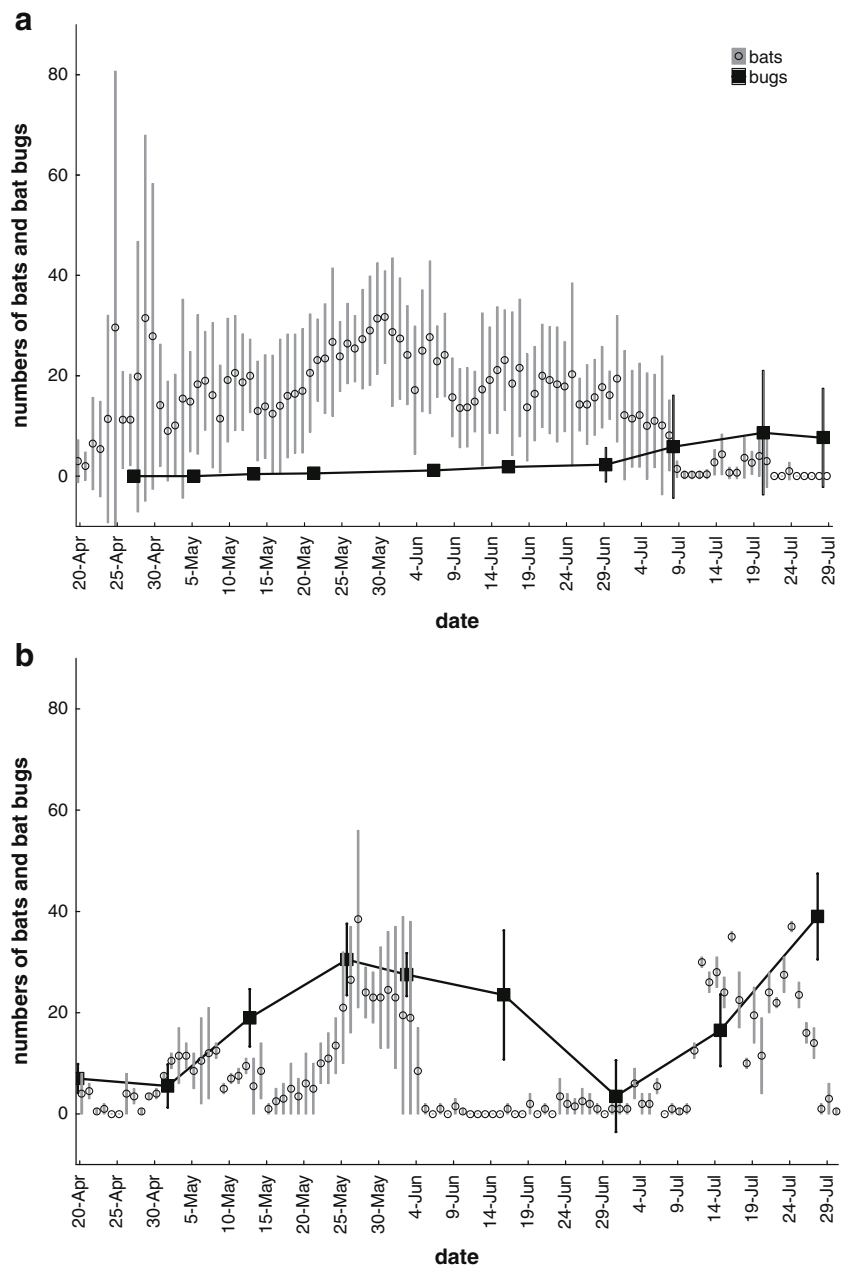 a
bats
bugs
numbers of bats and bat bugs
80
60
40
20
0
20-Apr
25-Apr
30-Apr
5-May
10-May
15-May
20-May
25-May
30-May
4-Jun
9-Jun
14-Jun
19-Jun
24-Jun
29-Jun
4-Jul
9-Jul
14-Jul
19-Jul
24-Jul
29-Jul
date
b
numbers of bats and bat bugs
80
60
40
20
0
20-Apr
25-Apr
30-Apr
5-May
10-May
15-May
20-May
25-May
30-May
4-Jun
9-Jun
14-Jun
19-Jun
24-Jun
29-Jun
4-Jul
9-Jul
14-Jul
19-Jul
24-Jul
29-Jul
date